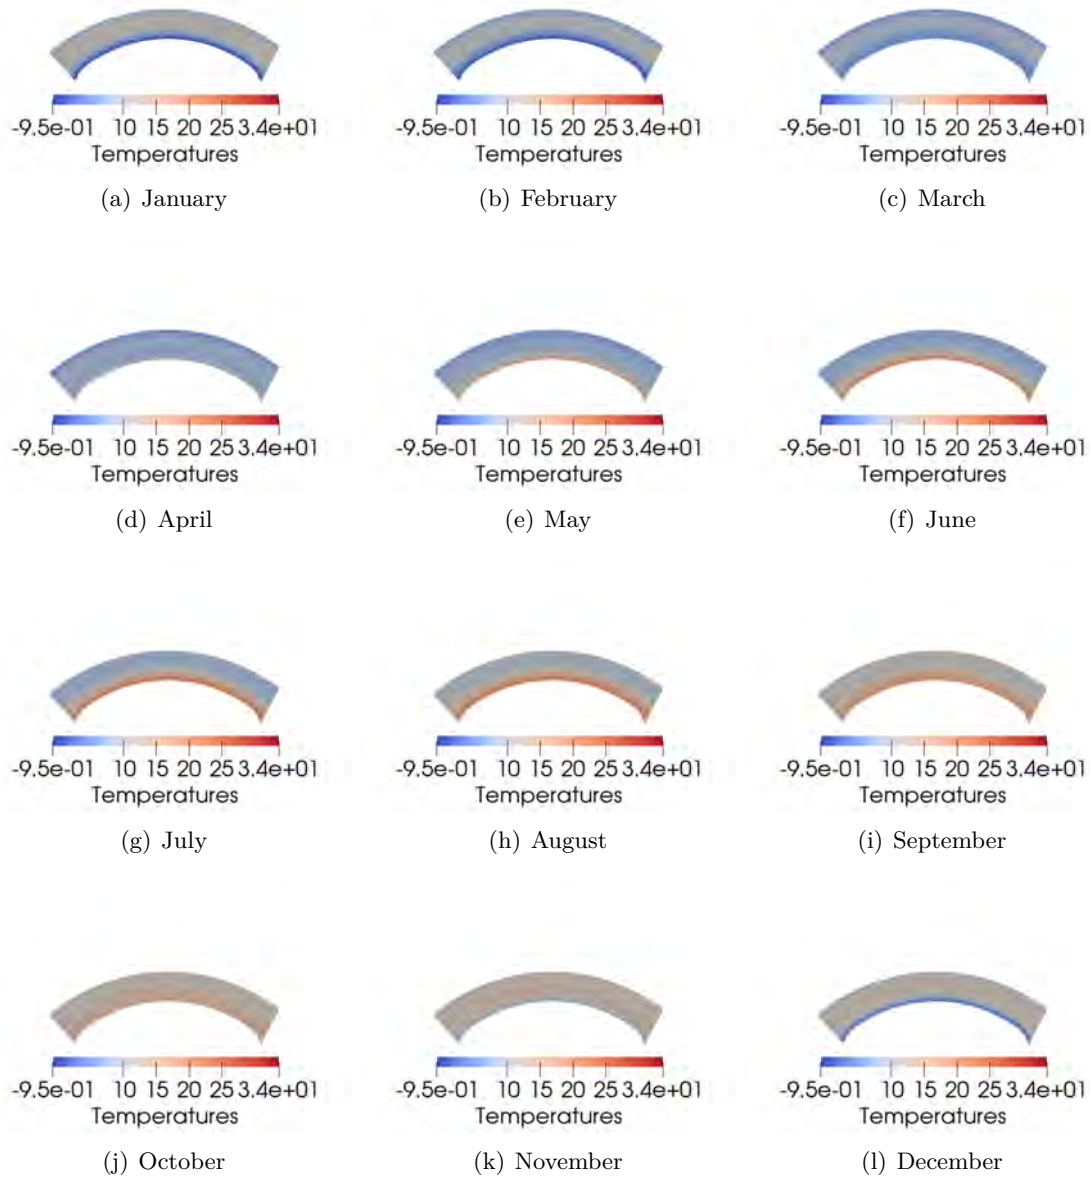 -9.5e-01 10 15 20 25 3.4e+01
Temperatures
(a) January
-9.5e-01 10 15 20 25 3.4e+01
Temperatures
(b) February
-9.5e-01 10 15 20 25 3.4e+01
Temperatures
(c) March
-9.5e-01 10 15 20 25 3.4e+01
Temperatures
(d) April
-9.5e-01 10 15 20 25 3.4e+01
Temperatures
(e) May
-9.5e-01 10 15 20 25 3.4e+01
Temperatures
(f) June
-9.5e-01 10 15 20 25 3.4e+01
Temperatures
(g) July
-9.5e-01 10 15 20 25 3.4e+01
Temperatures
(h) August
-9.5e-01 10 15 20 25 3.4e+01
Temperatures
(i) September
-9.5e-01 10 15 20 25 3.4e+01
Temperatures
(j) October
-9.5e-01 10 15 20 25 3.4e+01
Temperatures
(k) November
-9.5e-01 10 15 20 25 3.4e+01
Temperatures
(l) December